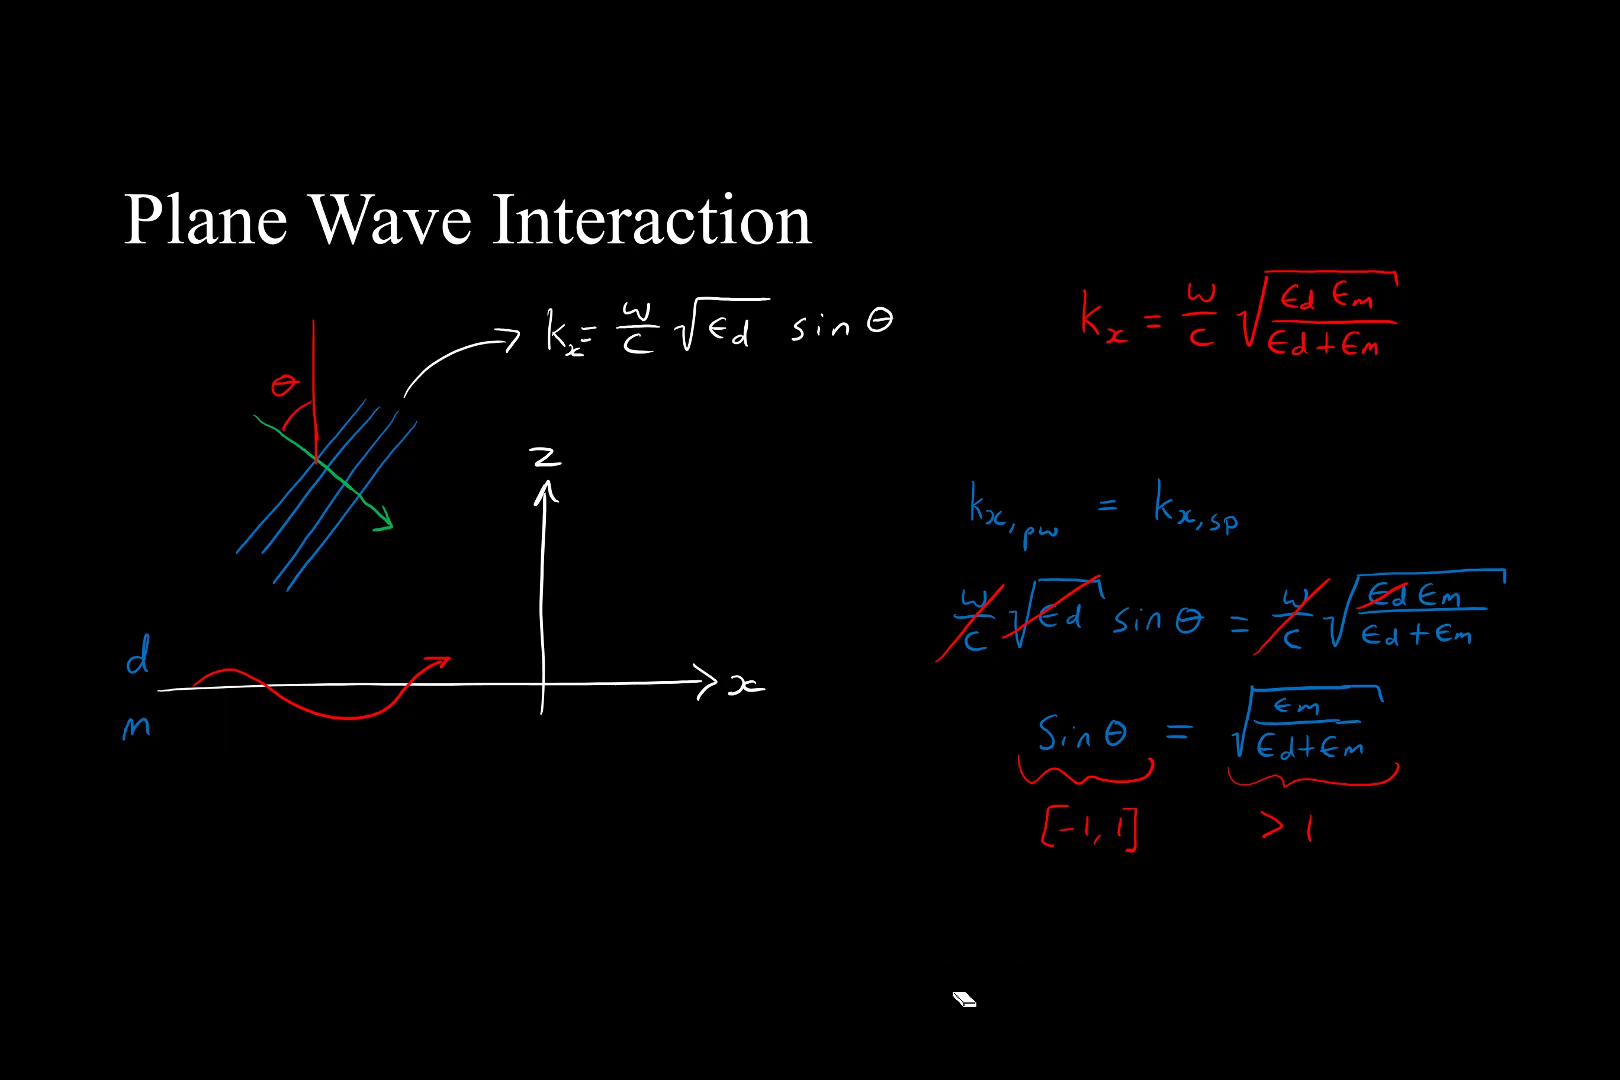 Plane Wave Interaction
k_x = ω/c √ε_d sin θ
k_x = ω/c √(ε_d ε_m / (ε_d + ε_m))
θ
z
x
d
m
k_x,pw = k_x,sp
ω/c √ε_d sin θ = ω/c √(ε_d ε_m / (ε_d + ε_m))
sin θ = √(ε_m / (ε_d + ε_m))
[-1, 1] > 1